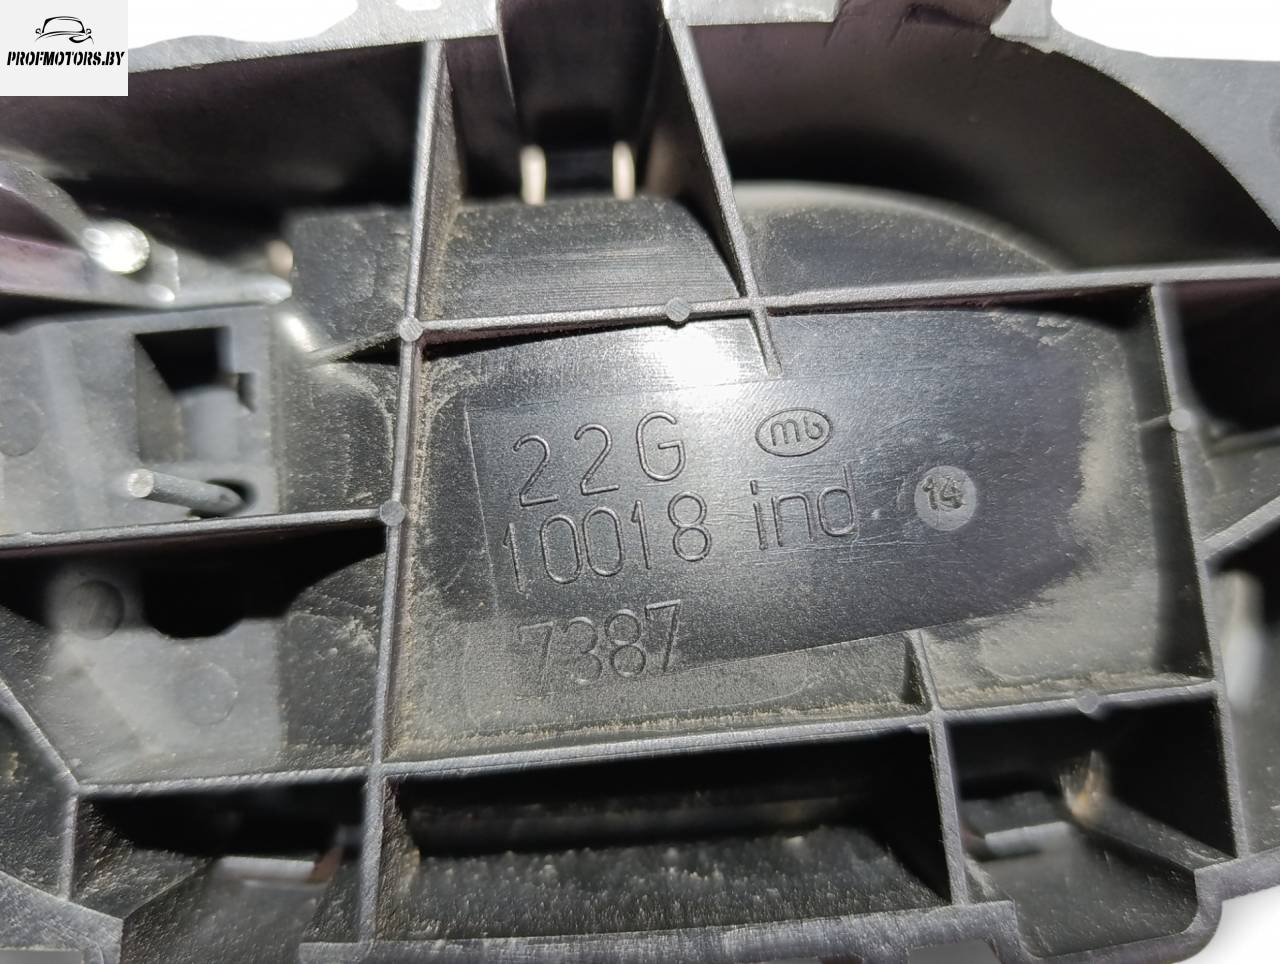 PROFMOTORS.BY
22G mb
10018 ind 14
7387